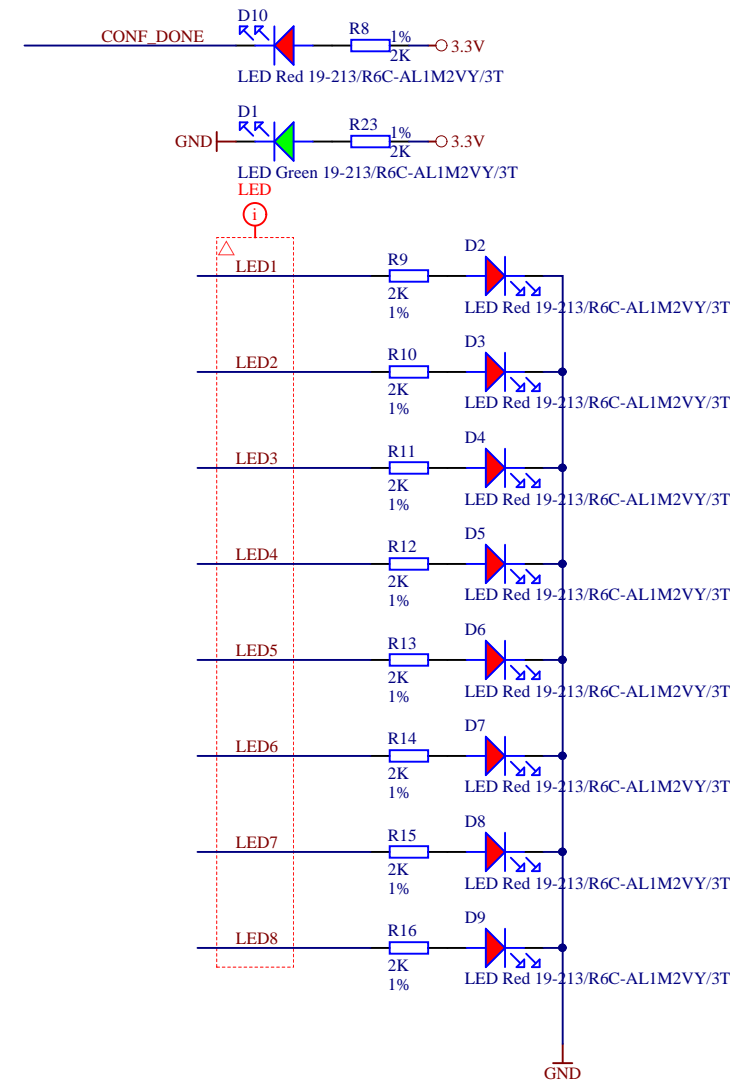 D10
CONF_DONE
R8
1%
2K
3.3V
LED Red 19-213/R6C-AL1M2VY/3T
D1
GND
R23
1%
2K
3.3V
LED Green 19-213/R6C-AL1M2VY/3T
LED
i
LED1
R9
2K
1%
D2
LED Red 19-213/R6C-AL1M2VY/3T
LED2
R10
2K
1%
D3
LED Red 19-213/R6C-AL1M2VY/3T
LED3
R11
2K
1%
D4
LED Red 19-213/R6C-AL1M2VY/3T
LED4
R12
2K
1%
D5
LED Red 19-213/R6C-AL1M2VY/3T
LED5
R13
2K
1%
D6
LED Red 19-213/R6C-AL1M2VY/3T
LED6
R14
2K
1%
D7
LED Red 19-213/R6C-AL1M2VY/3T
LED7
R15
2K
1%
D8
LED Red 19-213/R6C-AL1M2VY/3T
LED8
R16
2K
1%
D9
LED Red 19-213/R6C-AL1M2VY/3T
GND